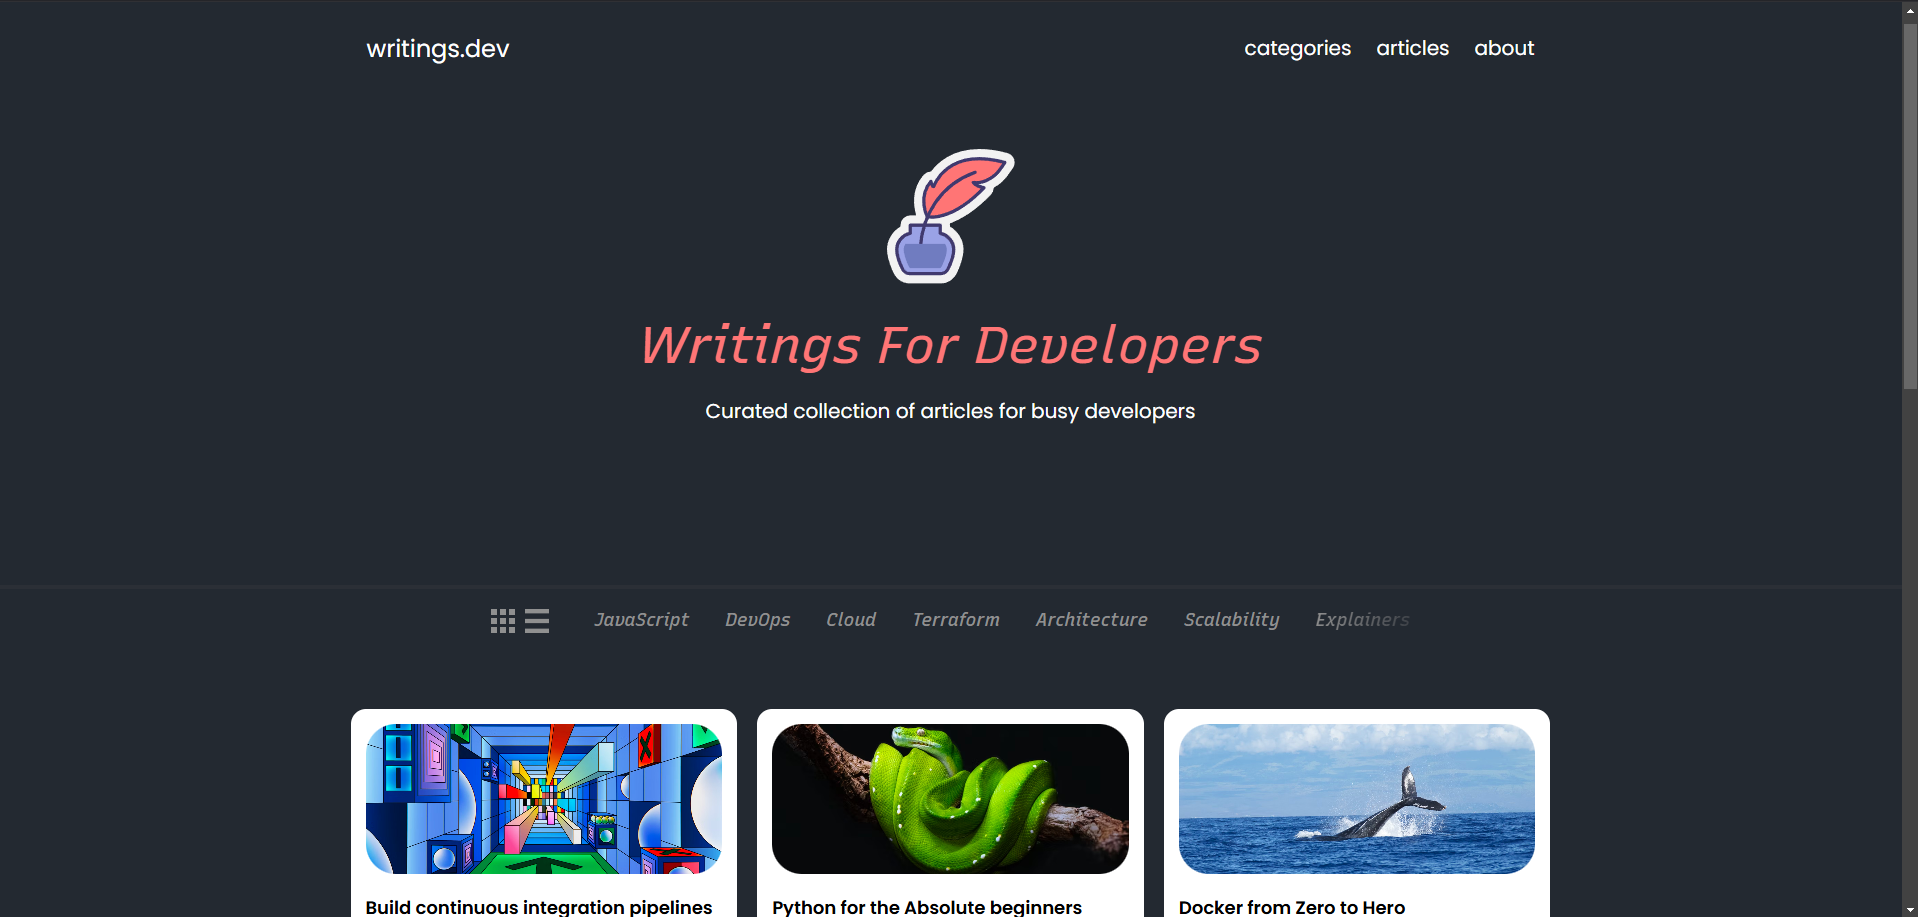 writings.dev
categories articles about
Writings For Developers
Curated collection of articles for busy developers
JavaScript DevOps Cloud Terraform Architecture Scalability Explainers
Build continuous integration pipelines
Python for the Absolute beginners
Docker from Zero to Hero